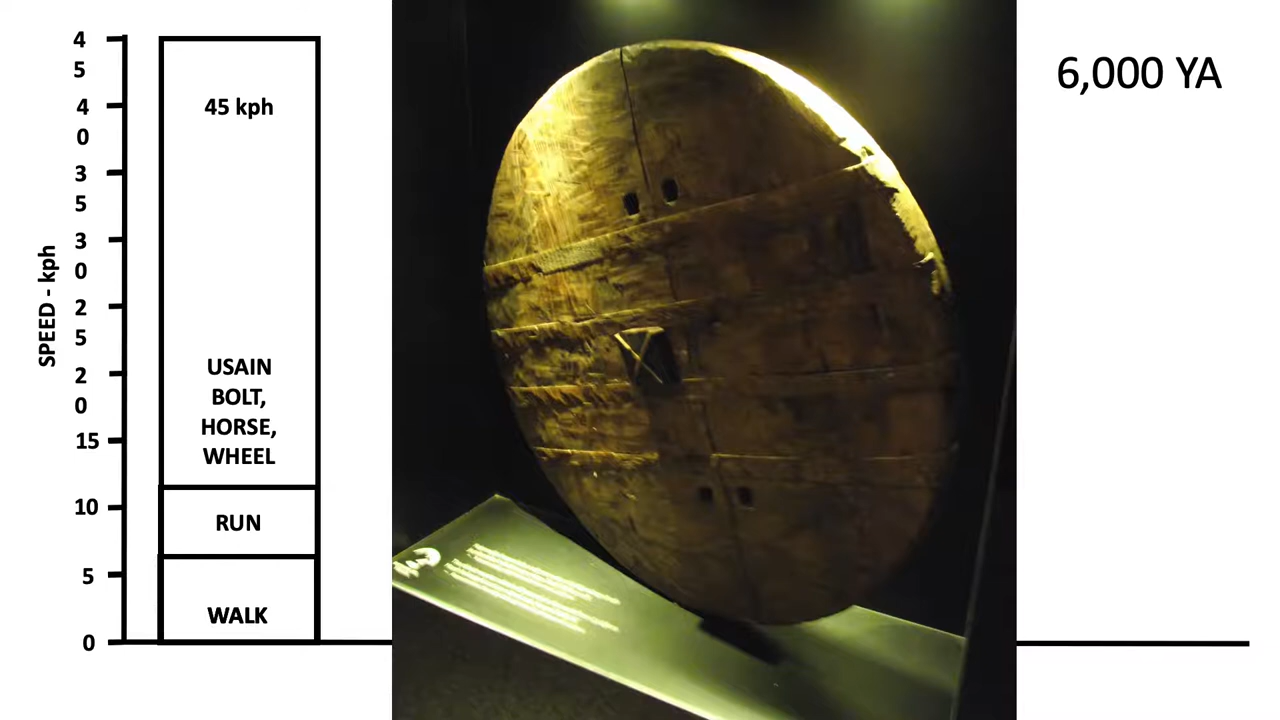 4
5
4
0
3
5
3
0
2
5
2
0
15
10
5
0
SPEED - kph
45 kph
USAIN
BOLT,
HORSE,
WHEEL
RUN
WALK
6,000 YA